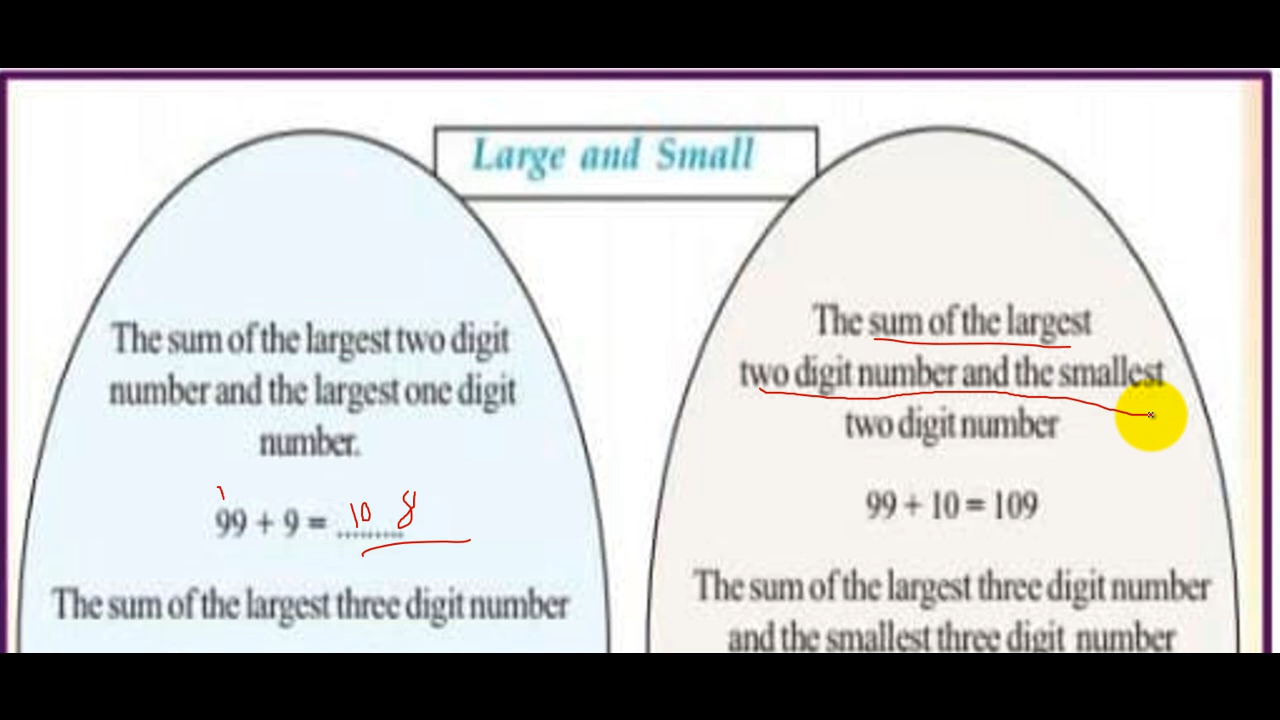 Large and Small
The sum of the largest two digit
number and the largest one digit
number.
1
99 + 9 = ......... 10 8
The sum of the largest three digit number
The sum of the largest
two digit number and the smallest
two digit number
99 + 10 = 109
The sum of the largest three digit number
and the smallest three digit number